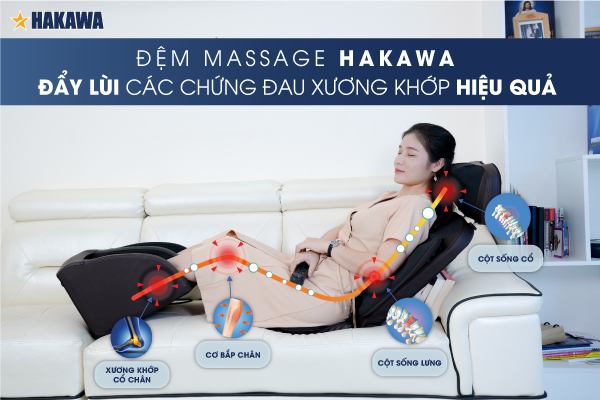 HAKAWA
ĐỆM MASSAGE HAKAWA
ĐẨY LÙI CÁC CHỨNG ĐAU XƯƠNG KHỚP HIỆU QUẢ
CỘT SỐNG CỔ
CỘT SỐNG LƯNG
CƠ BẮP CHÂN
XƯƠNG KHỚP
CỔ CHÂN